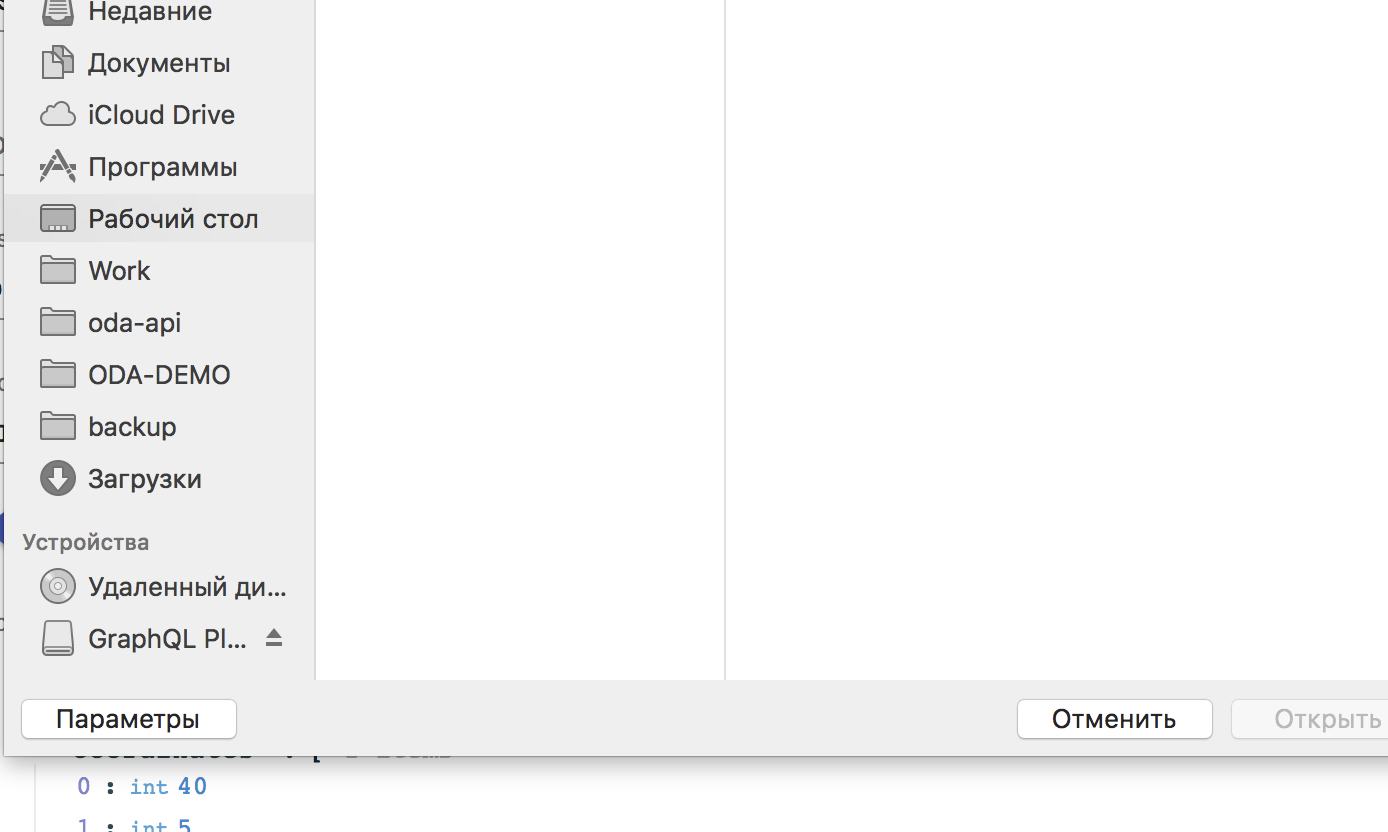 Недавние
Документы
iCloud Drive
Программы
Рабочий стол
Work
oda-api
ODA-DEMO
backup
Загрузки
Устройства
Удаленный ди...
GraphQL Pl...
Параметры
Отменить
Открыть
0 : int 40
1 : int 5